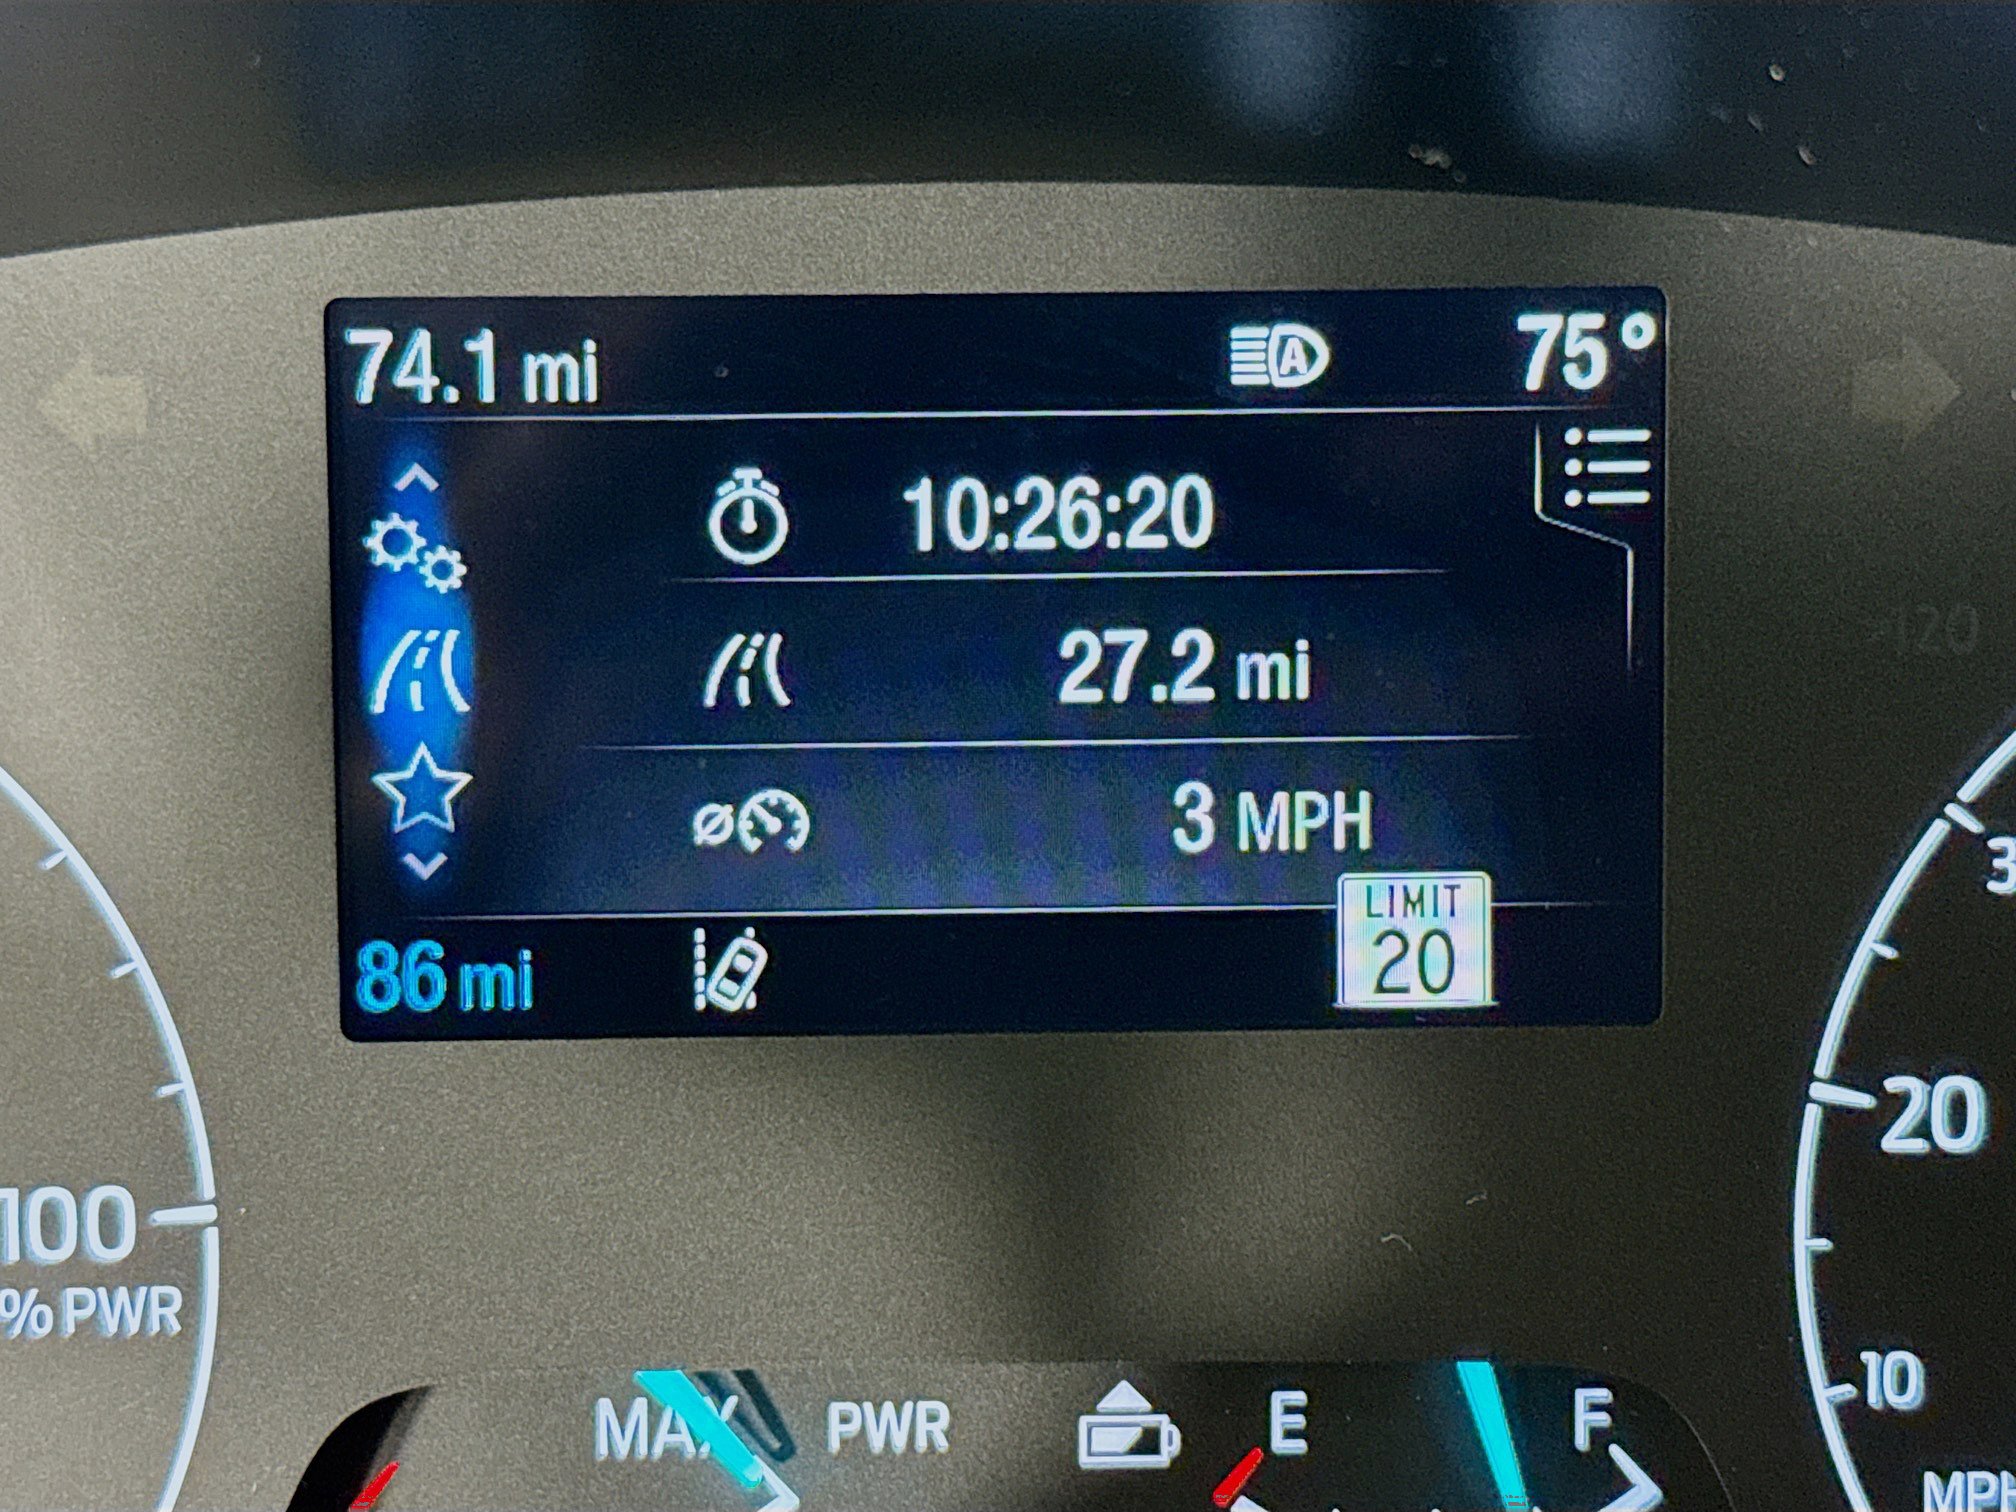 74.1 mi
A
75°
10:26:20
27.2 mi
120
ø
3 MPH
LIMIT
20
86 mi
20
100
% PWR
10
MAX
PWR
E
F